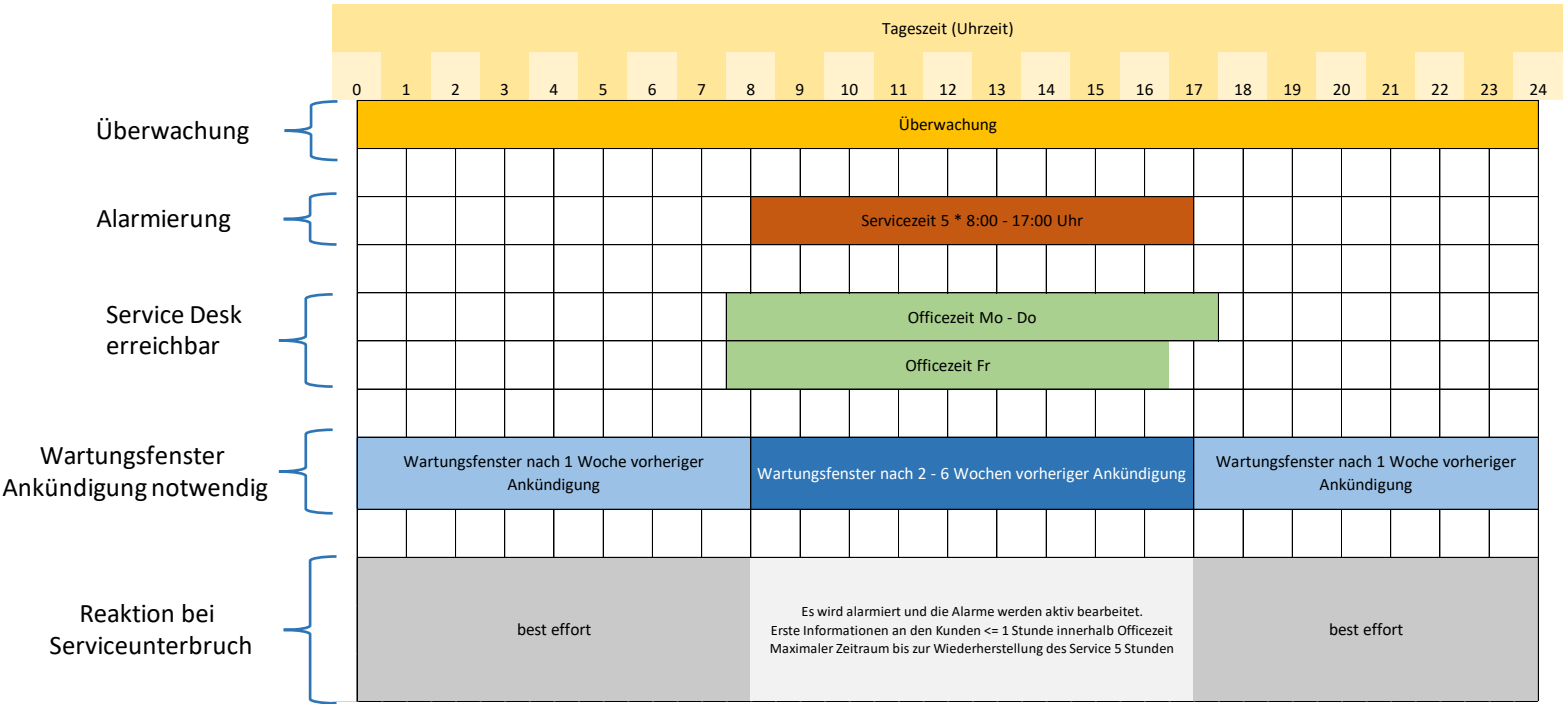 Tageszeit (Uhrzeit)
0 1 2 3 4 5 6 7 8 9 10 11 12 13 14 15 16 17 18 19 20 21 22 23 24
Überwachung
Überwachung
Alarmierung
Servicezeit 5 * 8:00 - 17:00 Uhr
Service Desk
erreichbar
Officezeit Mo - Do
Officezeit Fr
Wartungsfenster
Ankündigung notwendig
Wartungsfenster nach 1 Woche vorheriger
Ankündigung
Wartungsfenster nach 2 - 6 Wochen vorheriger Ankündigung
Wartungsfenster nach 1 Woche vorheriger
Ankündigung
Reaktion bei
Serviceunterbruch
best effort
Es wird alarmiert und die Alarme werden aktiv bearbeitet.
Erste Informationen an den Kunden <= 1 Stunde innerhalb Officezeit
Maximaler Zeitraum bis zur Wiederherstellung des Service 5 Stunden
best effort